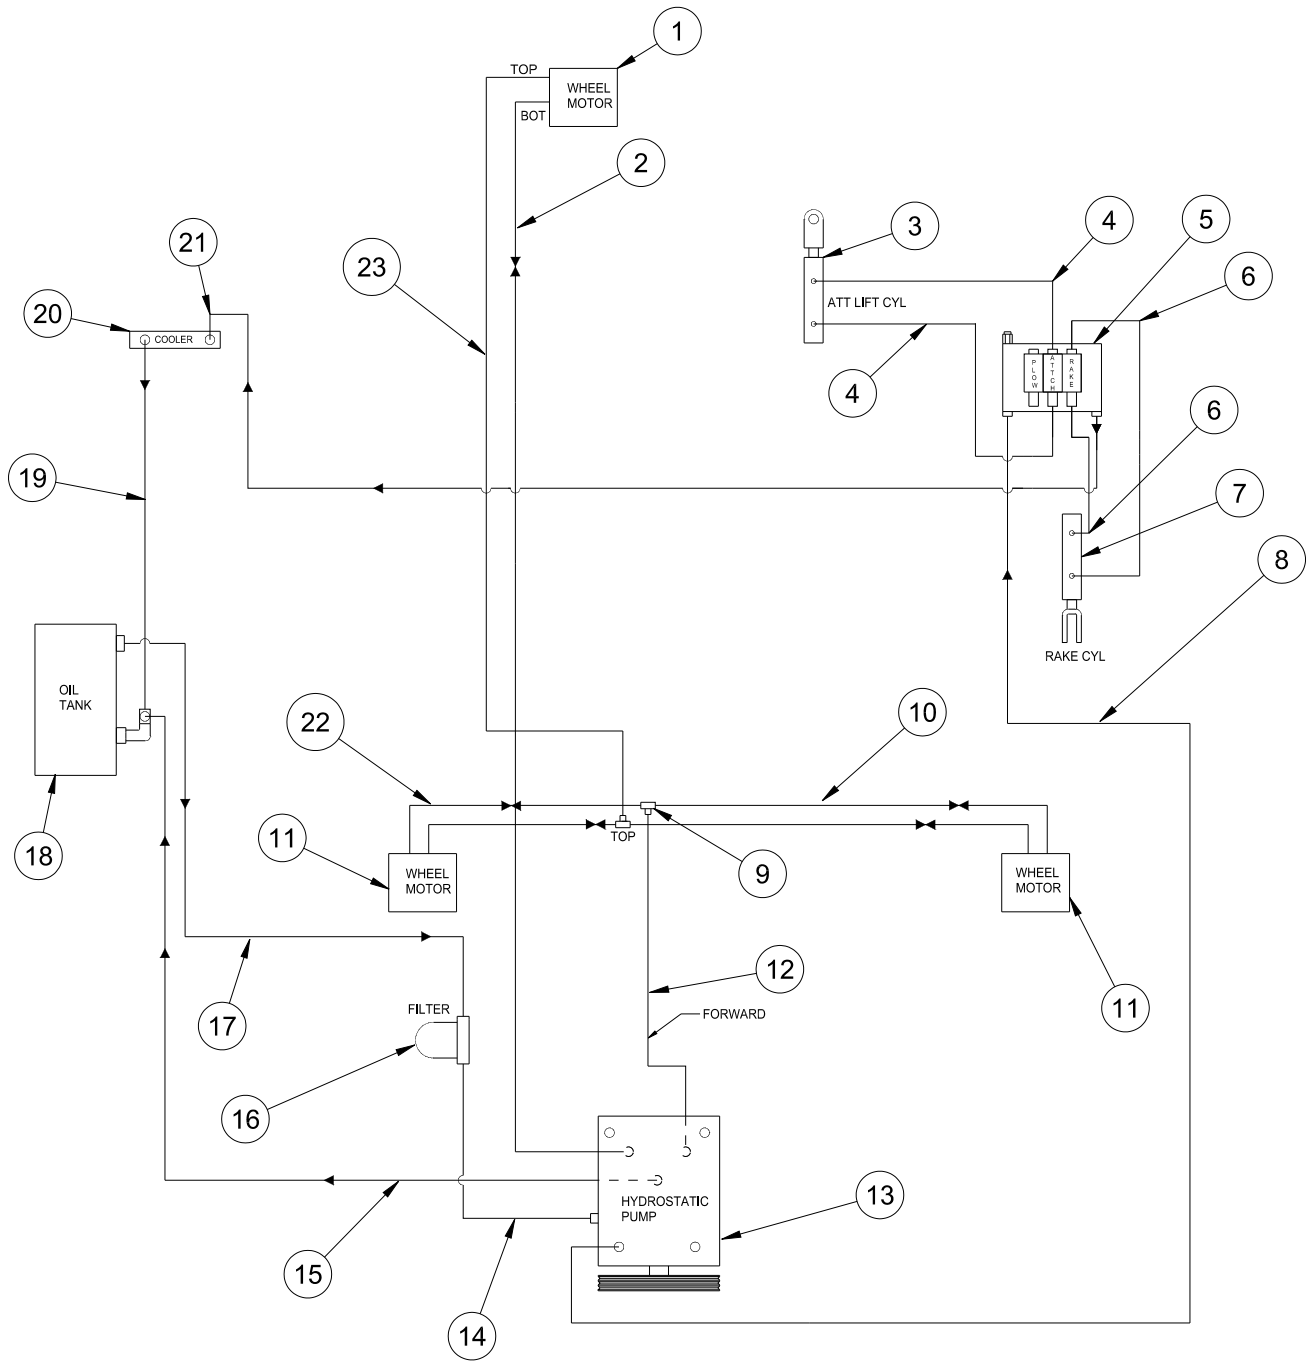 1
TOP
WHEEL
MOTOR
BOT
2
3
4
5
21
23
6
20
ATT LIFT CYL
COOLER
PLOW
ATTCH
RAKE
4
6
19
7
8
RAKE CYL
OIL
TANK
22
10
11
TOP
18
9
WHEEL
MOTOR
WHEEL
MOTOR
12
FILTER
FORWARD
17
11
16
13
HYDROSTATIC
PUMP
15
14